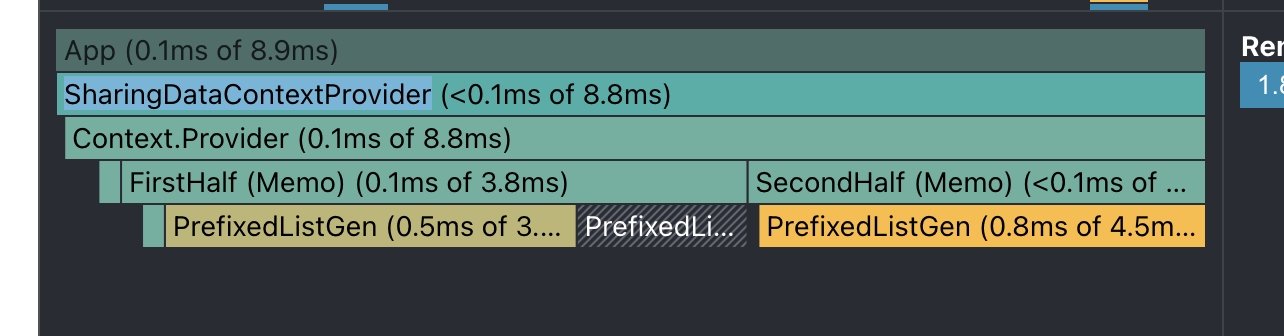 App (0.1ms of 8.9ms)
SharingDataContextProvider (<0.1ms of 8.8ms)
Context.Provider (0.1ms of 8.8ms)
FirstHalf (Memo) (0.1ms of 3.8ms) SecondHalf (Memo) (<0.1ms of ...
PrefixedListGen (0.5ms of 3.... PrefixedLi... PrefixedListGen (0.8ms of 4.5m...
Ren
1.8